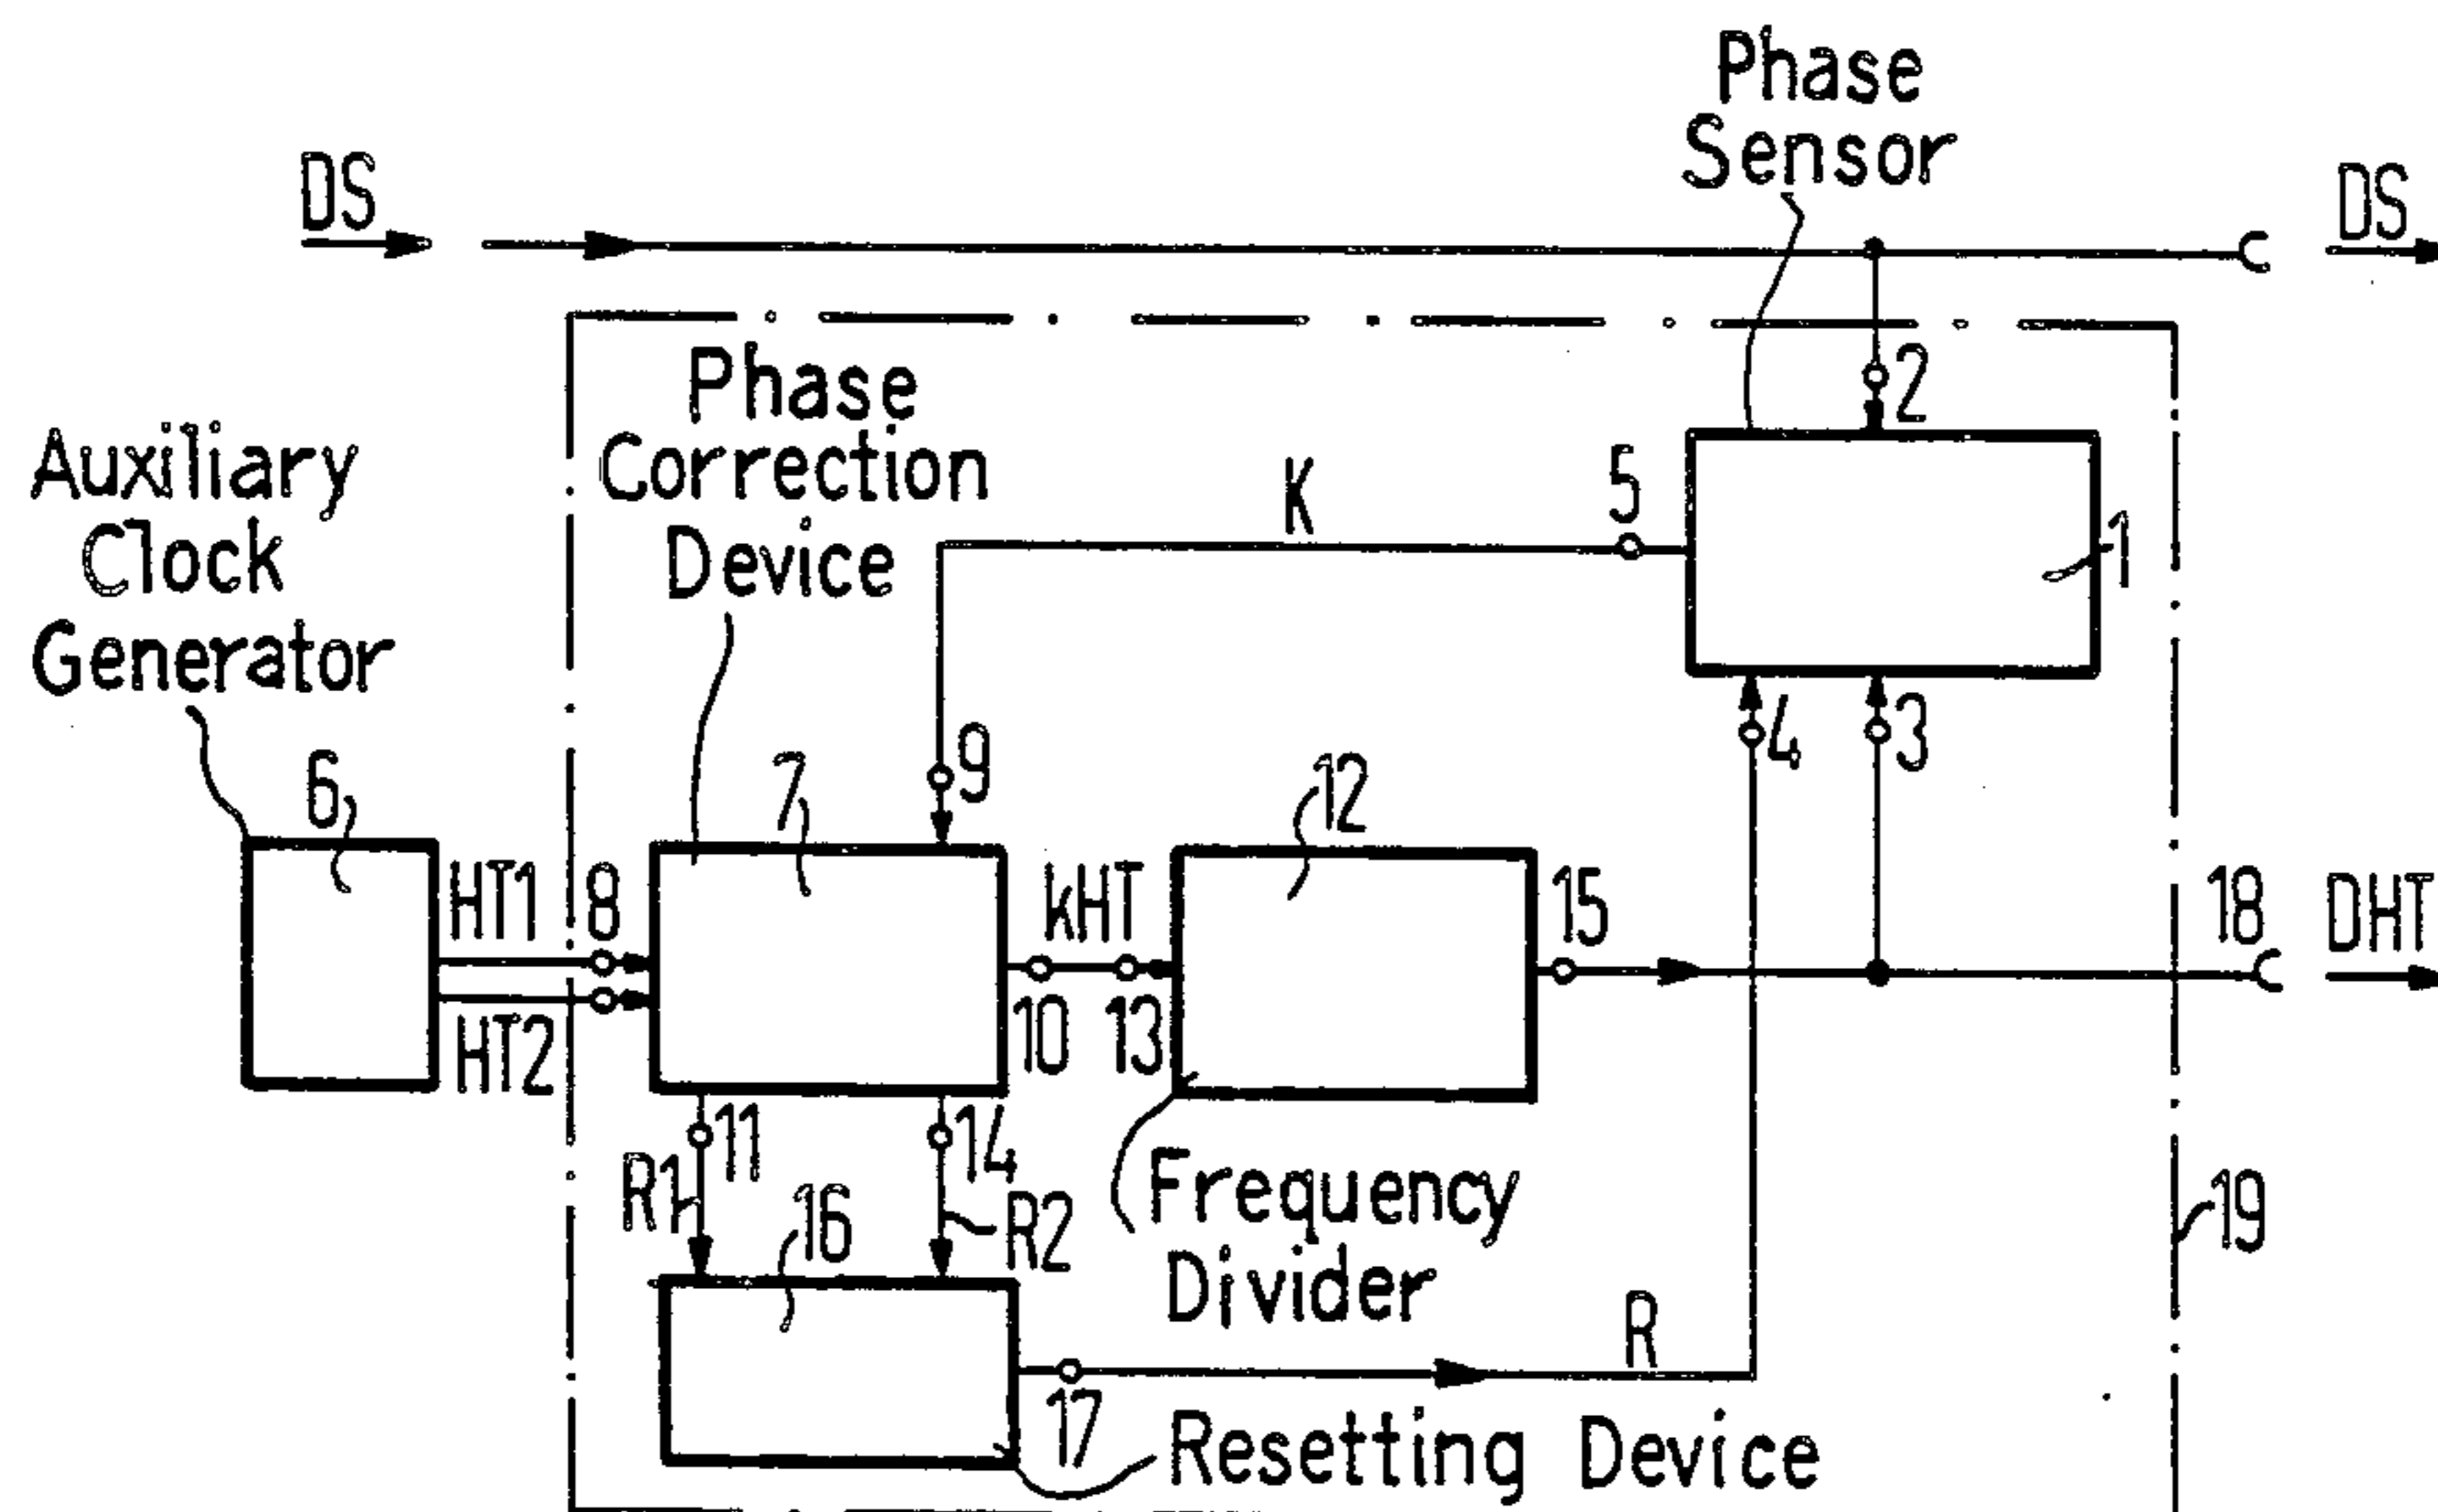 Phase
Sensor
DS
DS
2
Phase
Correction
Device
Auxiliary
Clock
Generator
K
5
1
4
3
9
6
7
12
HT1
8
kHT
15
18
DHT
HT2
10
13
11
14
R1
R2
16
Frequency
Divider
19
R
17
Resetting Device